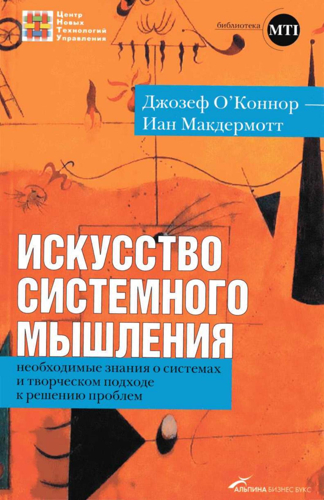 Центр
Новых
Технологий
Управления
библиотека
MTI
Джозеф О’Коннор —
Иан Макдермотт
ИСКУССТВО
СИСТЕМНОГО
МЫШЛЕНИЯ
необходимые знания о системах
и творческом подходе
к решению проблем
АЛЬПИНА БИЗНЕС БУКС